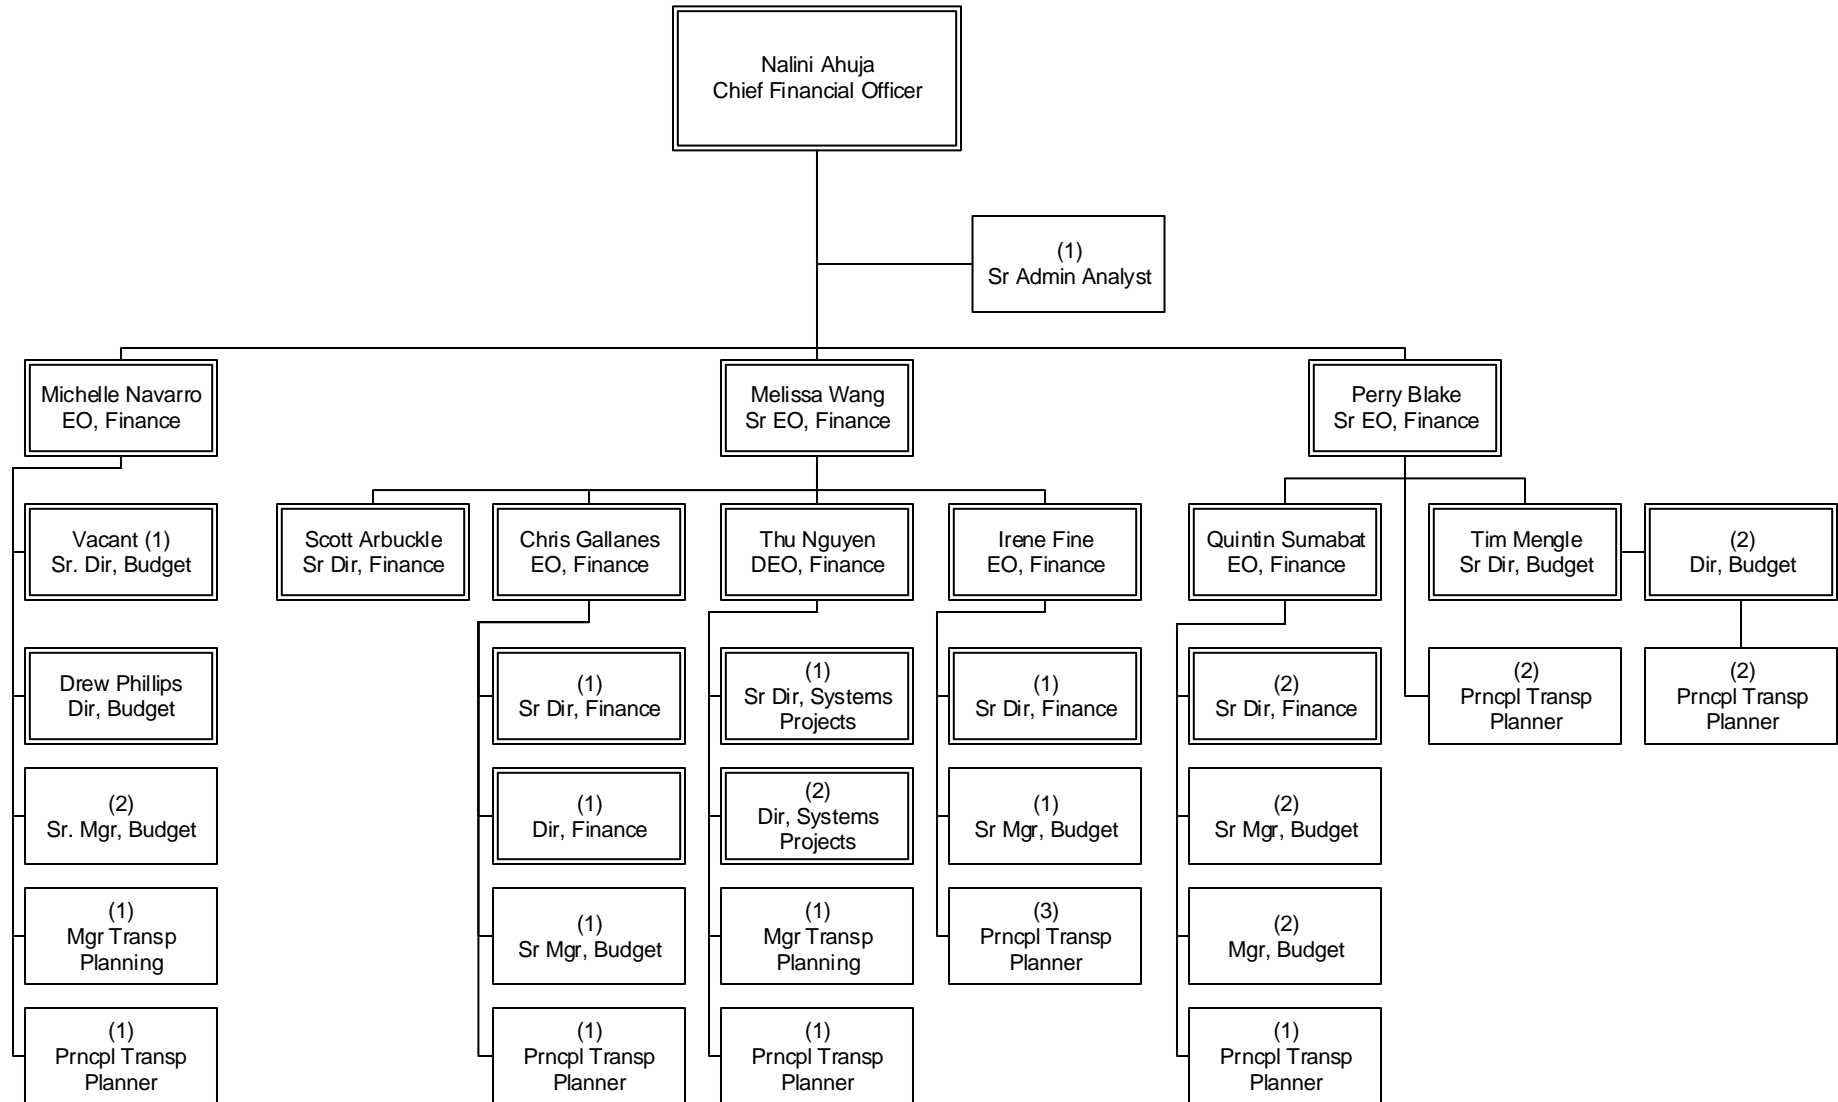 Nalini Ahuja
Chief Financial Officer
(1)
Sr Admin Analyst
Michelle Navarro
EO, Finance
Melissa Wang
Sr EO, Finance
Perry Blake
Sr EO, Finance
Vacant (1)
Sr. Dir, Budget
Scott Arbuckle
Sr Dir, Finance
Chris Gallanes
EO, Finance
Thu Nguyen
DEO, Finance
Irene Fine
EO, Finance
Quintin Sumabat
EO, Finance
Tim Mengle
Sr Dir, Budget
(2)
Dir, Budget
Drew Phillips
Dir, Budget
(1)
Sr Dir, Finance
(1)
Sr Dir, Systems
Projects
(1)
Sr Dir, Finance
(2)
Sr Dir, Finance
(2)
Prncpl Transp
Planner
(2)
Prncpl Transp
Planner
(2)
Sr. Mgr, Budget
(1)
Dir, Finance
(2)
Dir, Systems
Projects
(1)
Sr Mgr, Budget
(2)
Sr Mgr, Budget
(1)
Mgr Transp
Planning
(1)
Sr Mgr, Budget
(1)
Mgr Transp
Planning
(3)
Prncpl Transp
Planner
(2)
Mgr, Budget
(1)
Prncpl Transp
Planner
(1)
Prncpl Transp
Planner
(1)
Prncpl Transp
Planner
(1)
Prncpl Transp
Planner